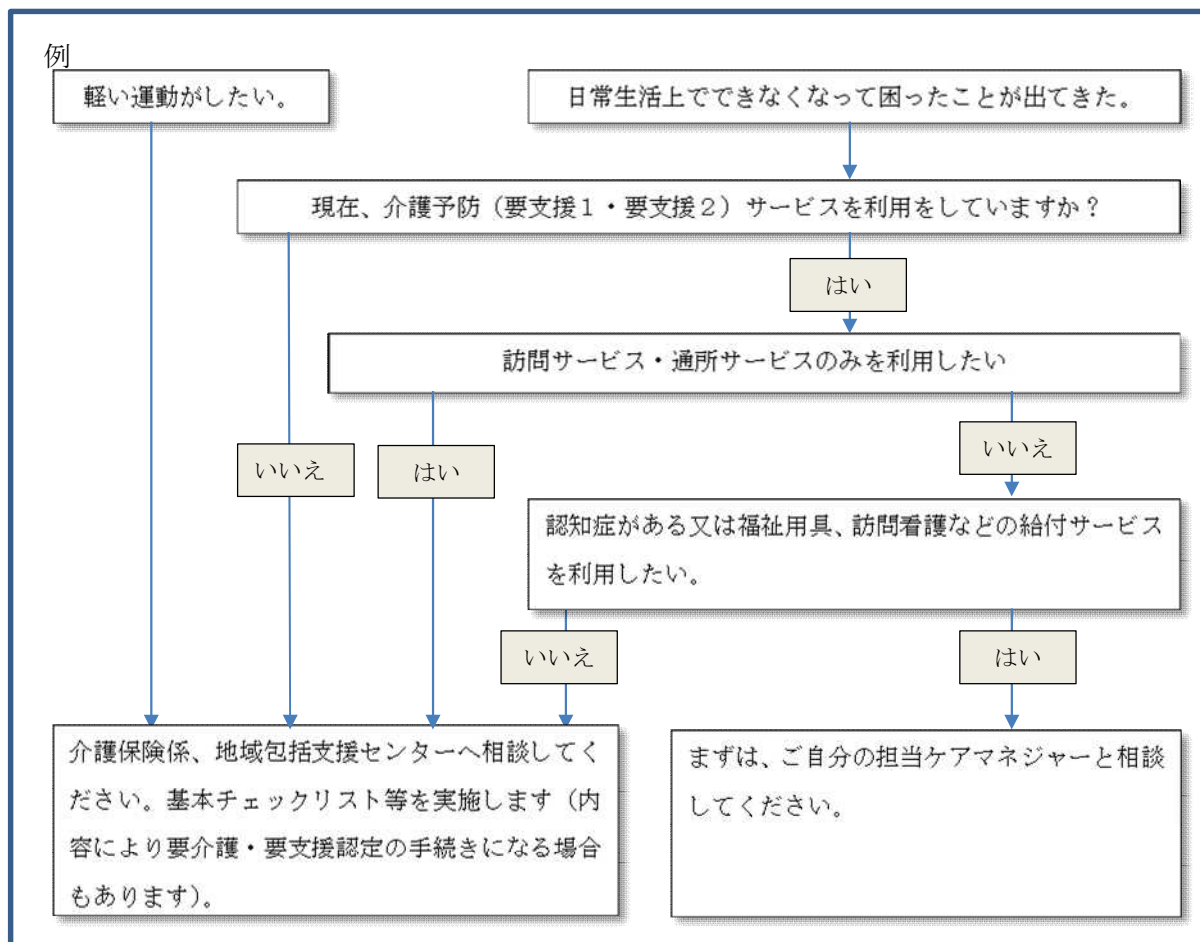 例
軽い運動がしたい。
日常生活上でできなくなって困ったことが出てきた。
現在、介護予防（要支援１・要支援２）サービスを利用をしていますか？
はい
訪問サービス・通所サービスのみを利用したい
いいえ
はい
いいえ
認知症がある又は福祉用具、訪問看護などの給付サービス
を利用したい。
いいえ
はい
介護保険係、地域包括支援センターへ相談してく
ださい。基本チェックリスト等を実施します（内
容により要介護・要支援認定の手続きになる場合
もあります）。
まずは、ご自分の担当ケアマネジャーと相談
してください。